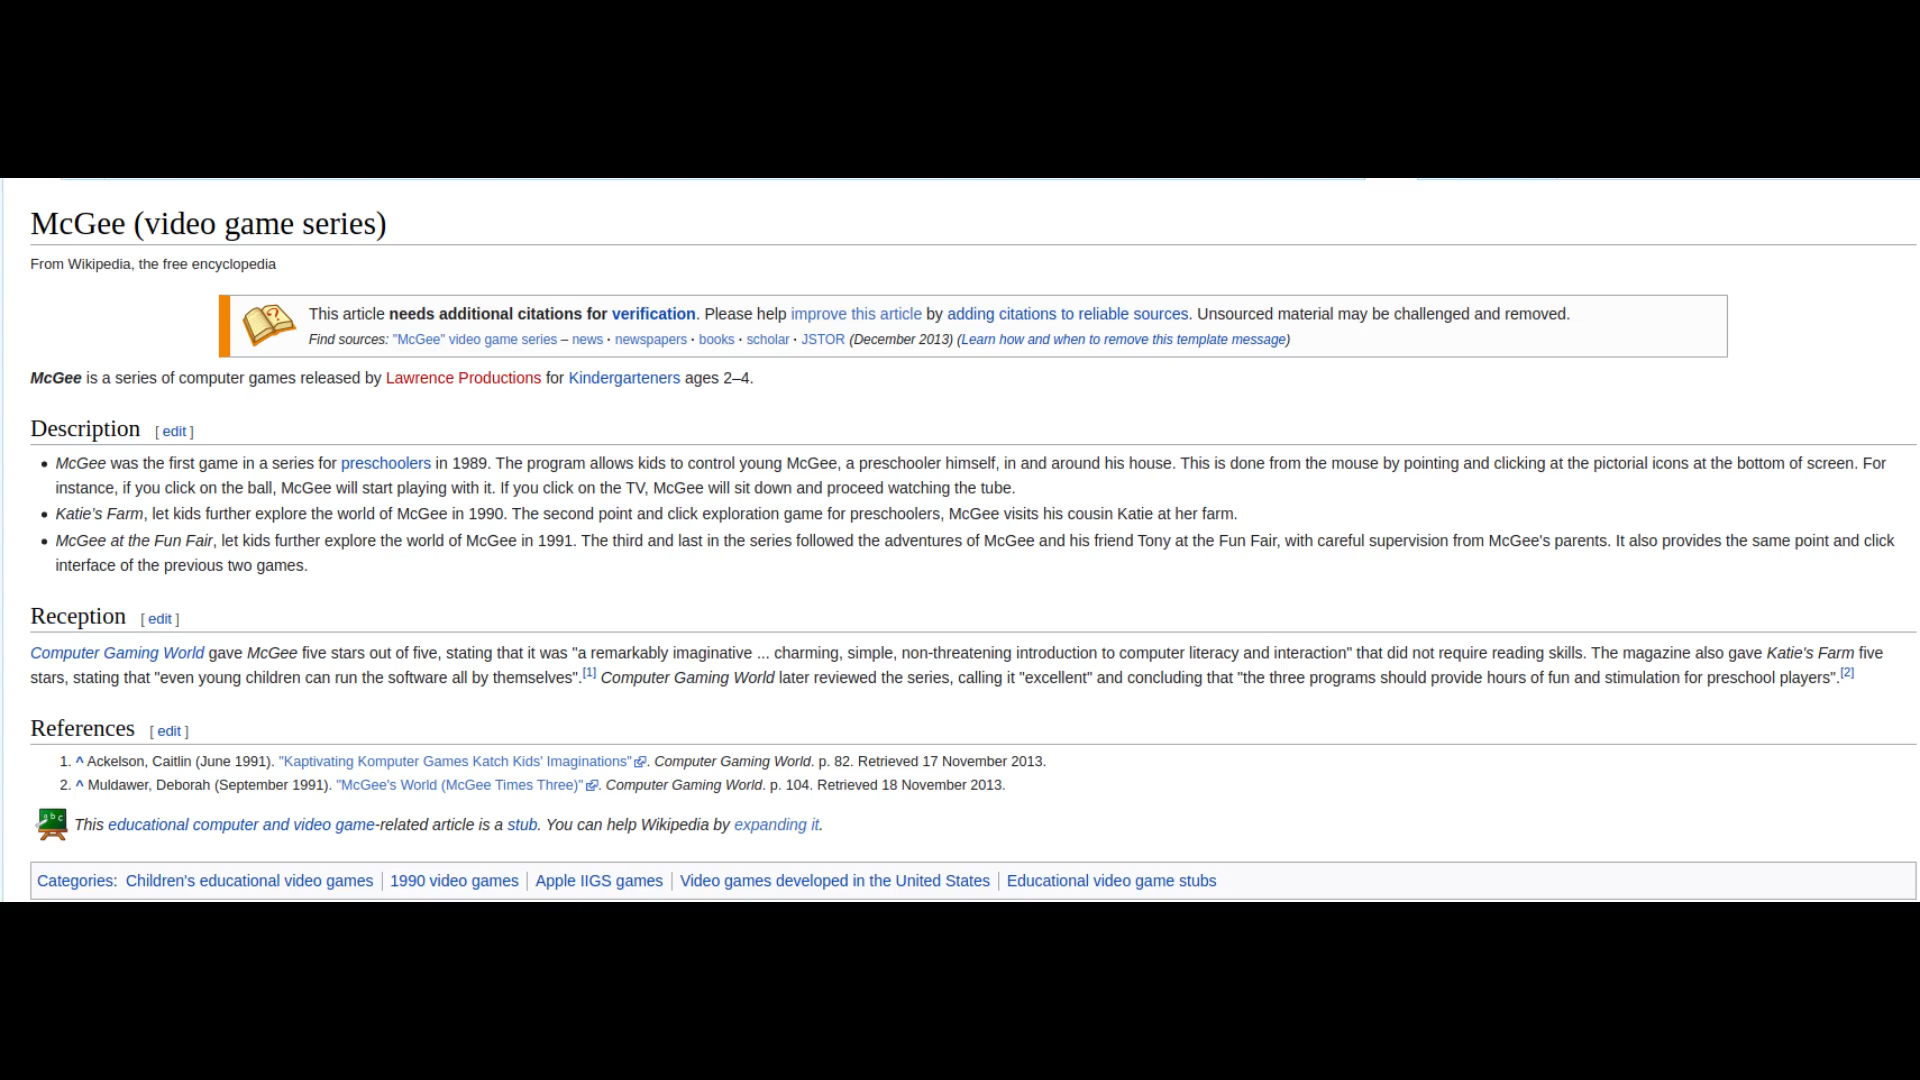 McGee (video game series)
From Wikipedia, the free encyclopedia
This article needs additional citations for verification. Please help improve this article by adding citations to reliable sources. Unsourced material may be challenged and removed.
Find sources: "McGee" video game series – news · newspapers · books · scholar · JSTOR (December 2013) (Learn how and when to remove this template message)
McGee is a series of computer games released by Lawrence Productions for Kindergarteners ages 2–4.
Description [ edit ]
• McGee was the first game in a series for preschoolers in 1989. The program allows kids to control young McGee, a preschooler himself, in and around his house. This is done from the mouse by pointing and clicking at the pictorial icons at the bottom of screen. For
instance, if you click on the ball, McGee will start playing with it. If you click on the TV, McGee will sit down and proceed watching the tube.
• Katie's Farm, let kids further explore the world of McGee in 1990. The second point and click exploration game for preschoolers, McGee visits his cousin Katie at her farm.
• McGee at the Fun Fair, let kids further explore the world of McGee in 1991. The third and last in the series followed the adventures of McGee and his friend Tony at the Fun Fair, with careful supervision from McGee's parents. It also provides the same point and click
interface of the previous two games.
Reception [ edit ]
Computer Gaming World gave McGee five stars out of five, stating that it was "a remarkably imaginative ... charming, simple, non-threatening introduction to computer literacy and interaction" that did not require reading skills. The magazine also gave Katie's Farm five
stars, stating that "even young children can run the software all by themselves".[1] Computer Gaming World later reviewed the series, calling it "excellent" and concluding that "the three programs should provide hours of fun and stimulation for preschool players".[2]
References [ edit ]
1. ^ Ackelson, Caitlin (June 1991). "Kaptivating Komputer Games Katch Kids' Imaginations". Computer Gaming World. p. 82. Retrieved 17 November 2013.
2. ^ Muldawer, Deborah (September 1991). "McGee's World (McGee Times Three)". Computer Gaming World. p. 104. Retrieved 18 November 2013.
abc
This educational computer and video game-related article is a stub. You can help Wikipedia by expanding it.
Categories: Children's educational video games | 1990 video games | Apple IIGS games | Video games developed in the United States | Educational video game stubs